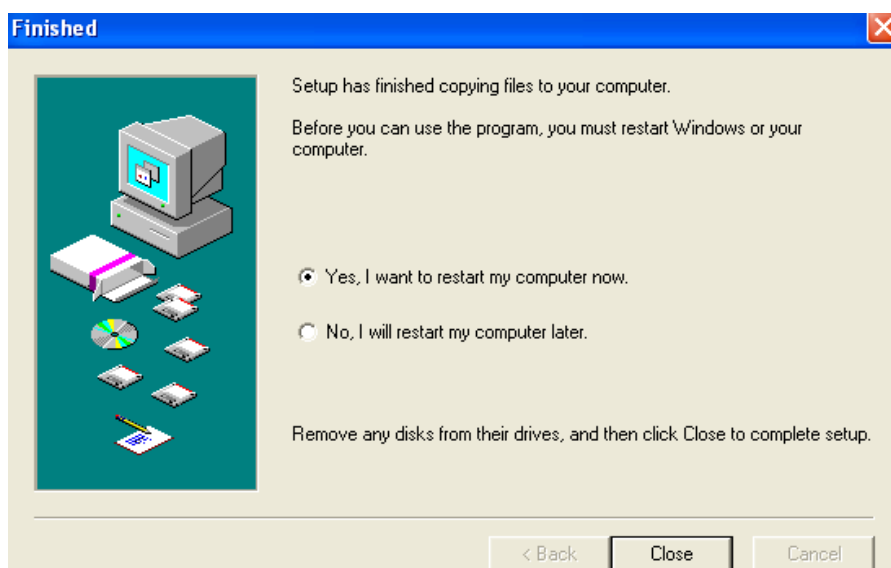 Finished
Setup has finished copying files to your computer.
Before you can use the program, you must restart Windows or your
computer.
Yes, I want to restart my computer now.
No, I will restart my computer later.
Remove any disks from their drives, and then click Close to complete setup.
< Back
Close
Cancel